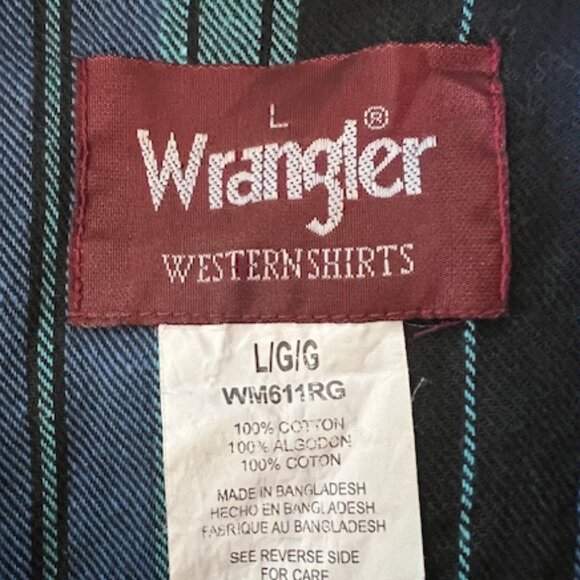 L
Wrangler®
WESTERN SHIRTS
L/G/G
WM611RG
100% COTTON
100% ALGODON
100% COTON
MADE IN BANGLADESH
HECHO EN BANGLADESH
FABRIQUE AU BANGLADESH
SEE REVERSE SIDE
FOR CARE